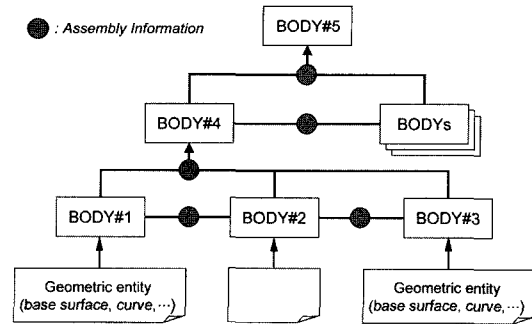 BODY#5
: Assembly Information
BODY#4
BODYs
BODY#1
BODY#2
BODY#3
Geometric entity
(base surface, curve,···)
Geometric entity
(base surface, curve,···)